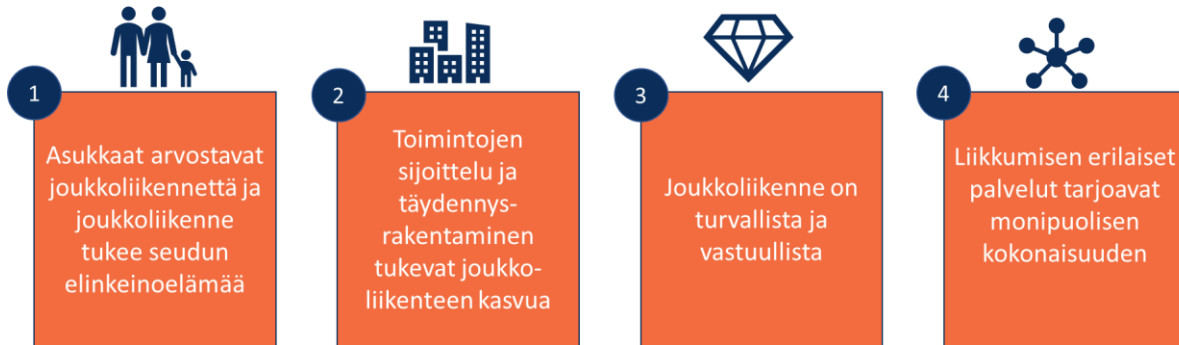 1
Asukkaat arvostavat
joukkoliikennettä ja
joukkoliikenne
tukee seudun
elinkeinoelämää
2
Toimintojen
sijoittelu ja
täydennys-
rakentaminen
tukevat joukko-
liikenteen kasvua
3
Joukkoliikenne on
turvallista ja
vastuullista
4
Liikkumisen erilaiset
palvelut tarjoavat
monipuolisen
kokonaisuuden